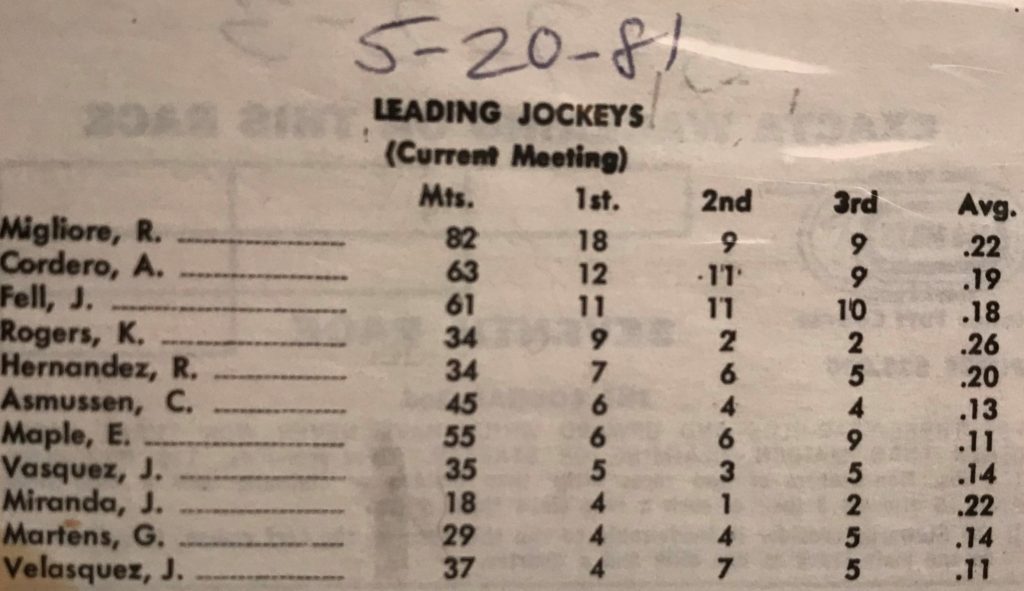 5-20-81
LEADING JOCKEYS
(Current Meeting)
Mts. 1st. 2nd 3rd Avg.
Migliore, R. 82 18 9 9 .22
Cordero, A. 63 12 11 9 .19
Fell, J. 61 11 11 10 .18
Rogers, K. 34 9 2 2 .26
Hernandez, R. 34 7 6 5 .20
Asmussen, C. 45 6 4 4 .13
Maple, E. 55 6 6 9 .11
Vasquez, J. 35 5 3 5 .14
Miranda, J. 18 4 1 2 .22
Martens, G. 29 4 4 5 .14
Velasquez, J. 37 4 7 5 .11